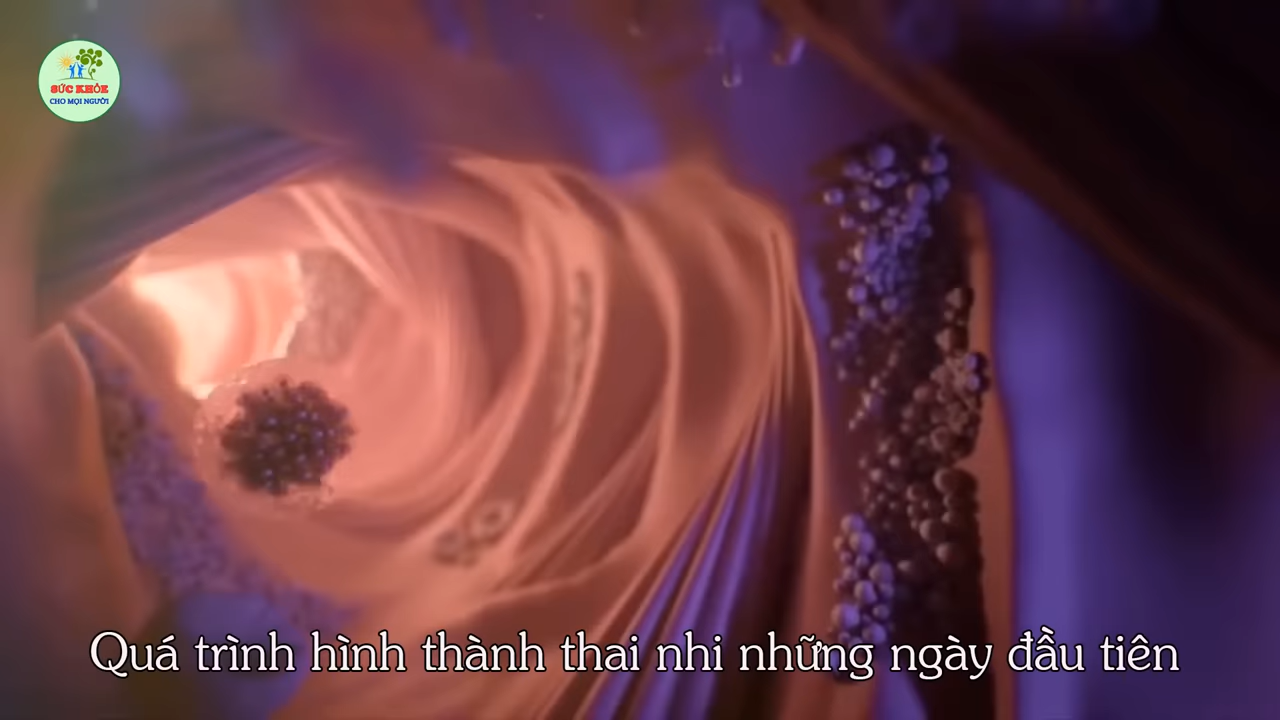 SỨC KHỎE
CHO MỌI NGƯỜI
Quá trình hình thành thai nhi những ngày đầu tiên